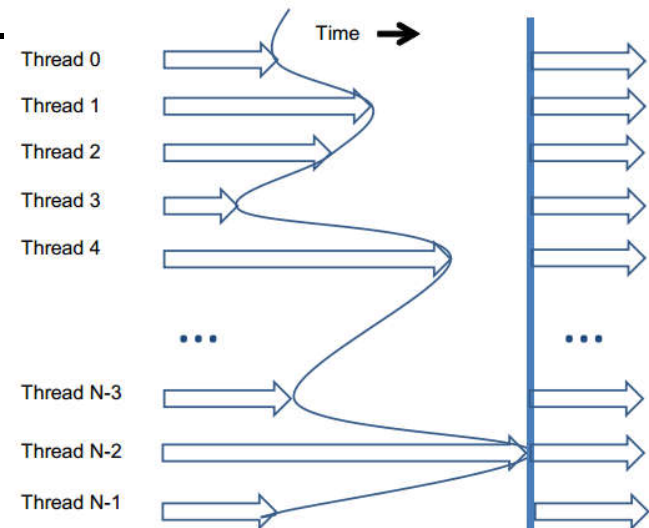 Time
Thread 0
Thread 1
Thread 2
Thread 3
Thread 4
... ...
Thread N-3
Thread N-2
Thread N-1